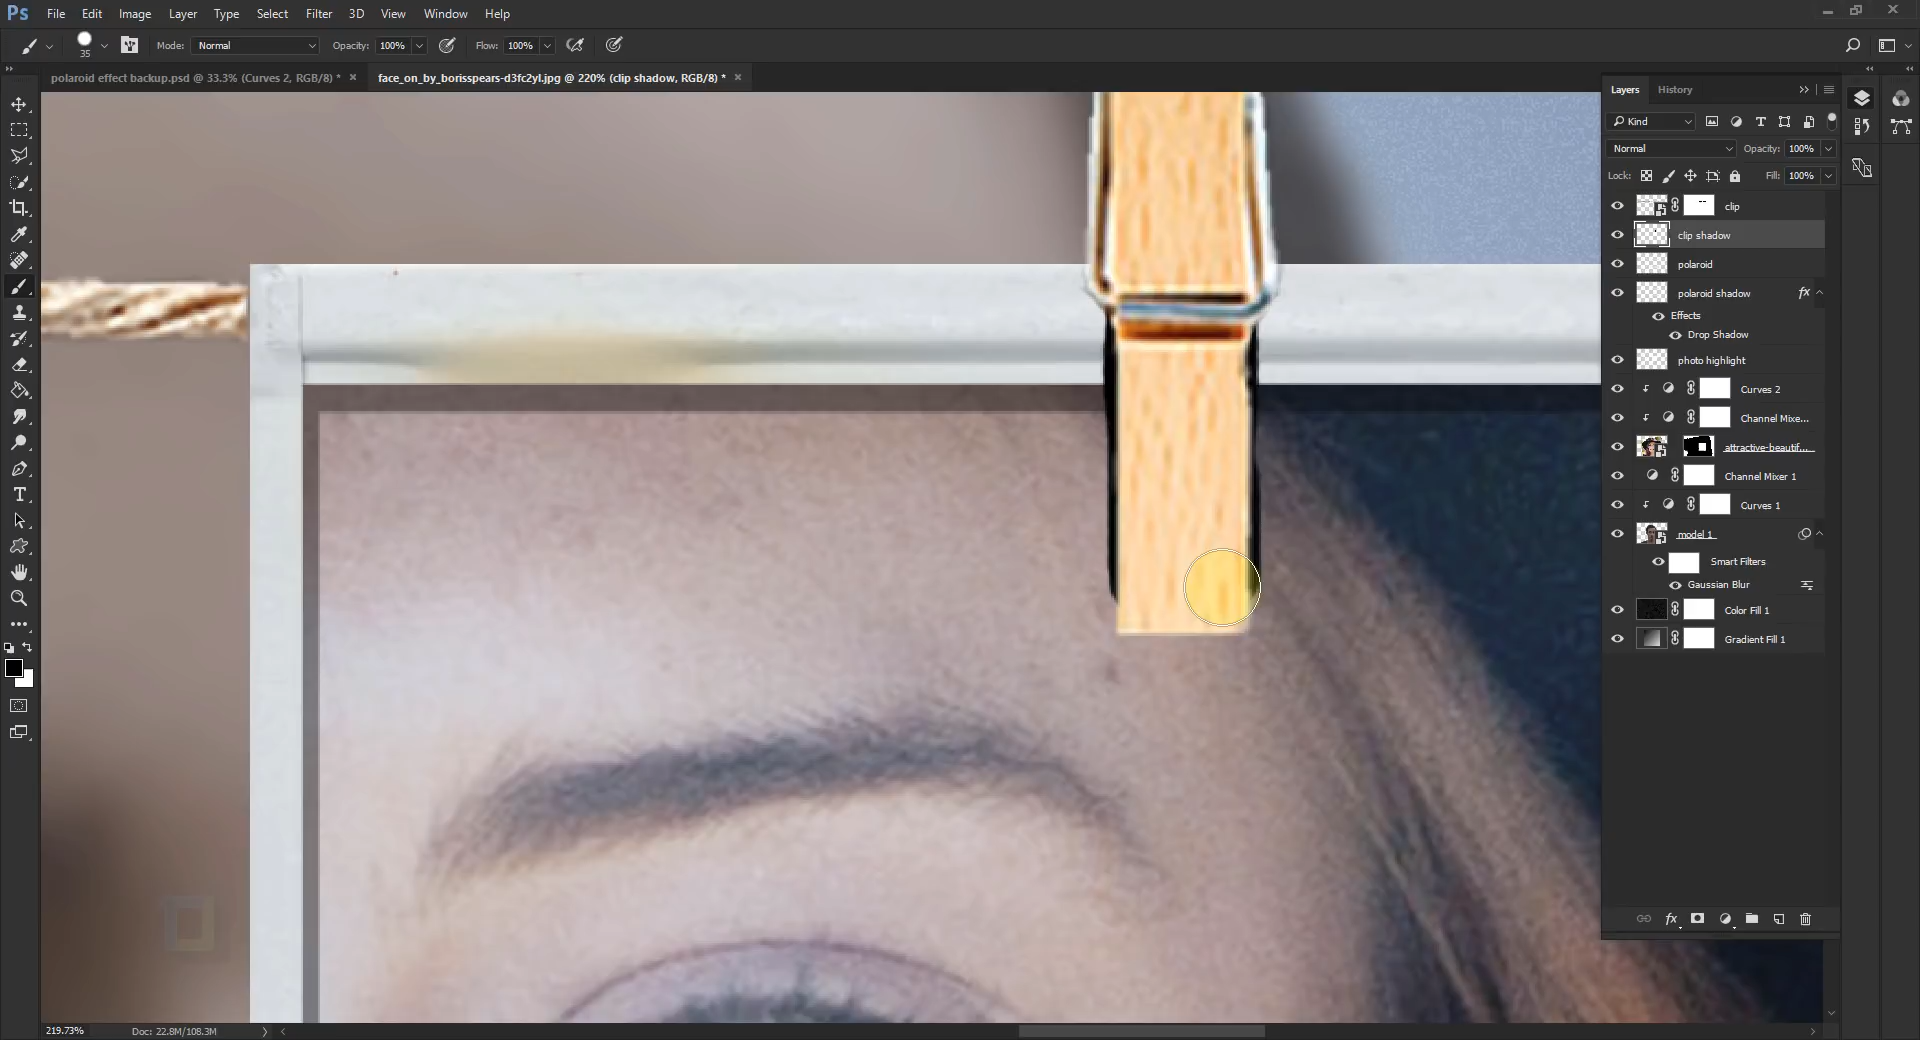 Ps File Edit Image Layer Type Select Filter 3D View Window Help
35 Mode: Normal Opacity: 100% Flow: 100%
polaroid effect backup.psd @ 33.3% (Curves 2, RGB/8) * × face_on_by_borisspears-d3fc2yl.jpg @ 220% (clip shadow, RGB/8) * ×
Layers History
Kind
Normal Opacity: 100%
Lock: Fill: 100%
clip
clip shadow
polaroid
polaroid shadow fx
Effects
Drop Shadow
photo highlight
Curves 2
Channel Mixe...
attractive-beautif...
Channel Mixer 1
Curves 1
model 1
Smart Filters
Gaussian Blur
Color Fill 1
Gradient Fill 1
fx
219.73% Doc: 22.8M/108.3M